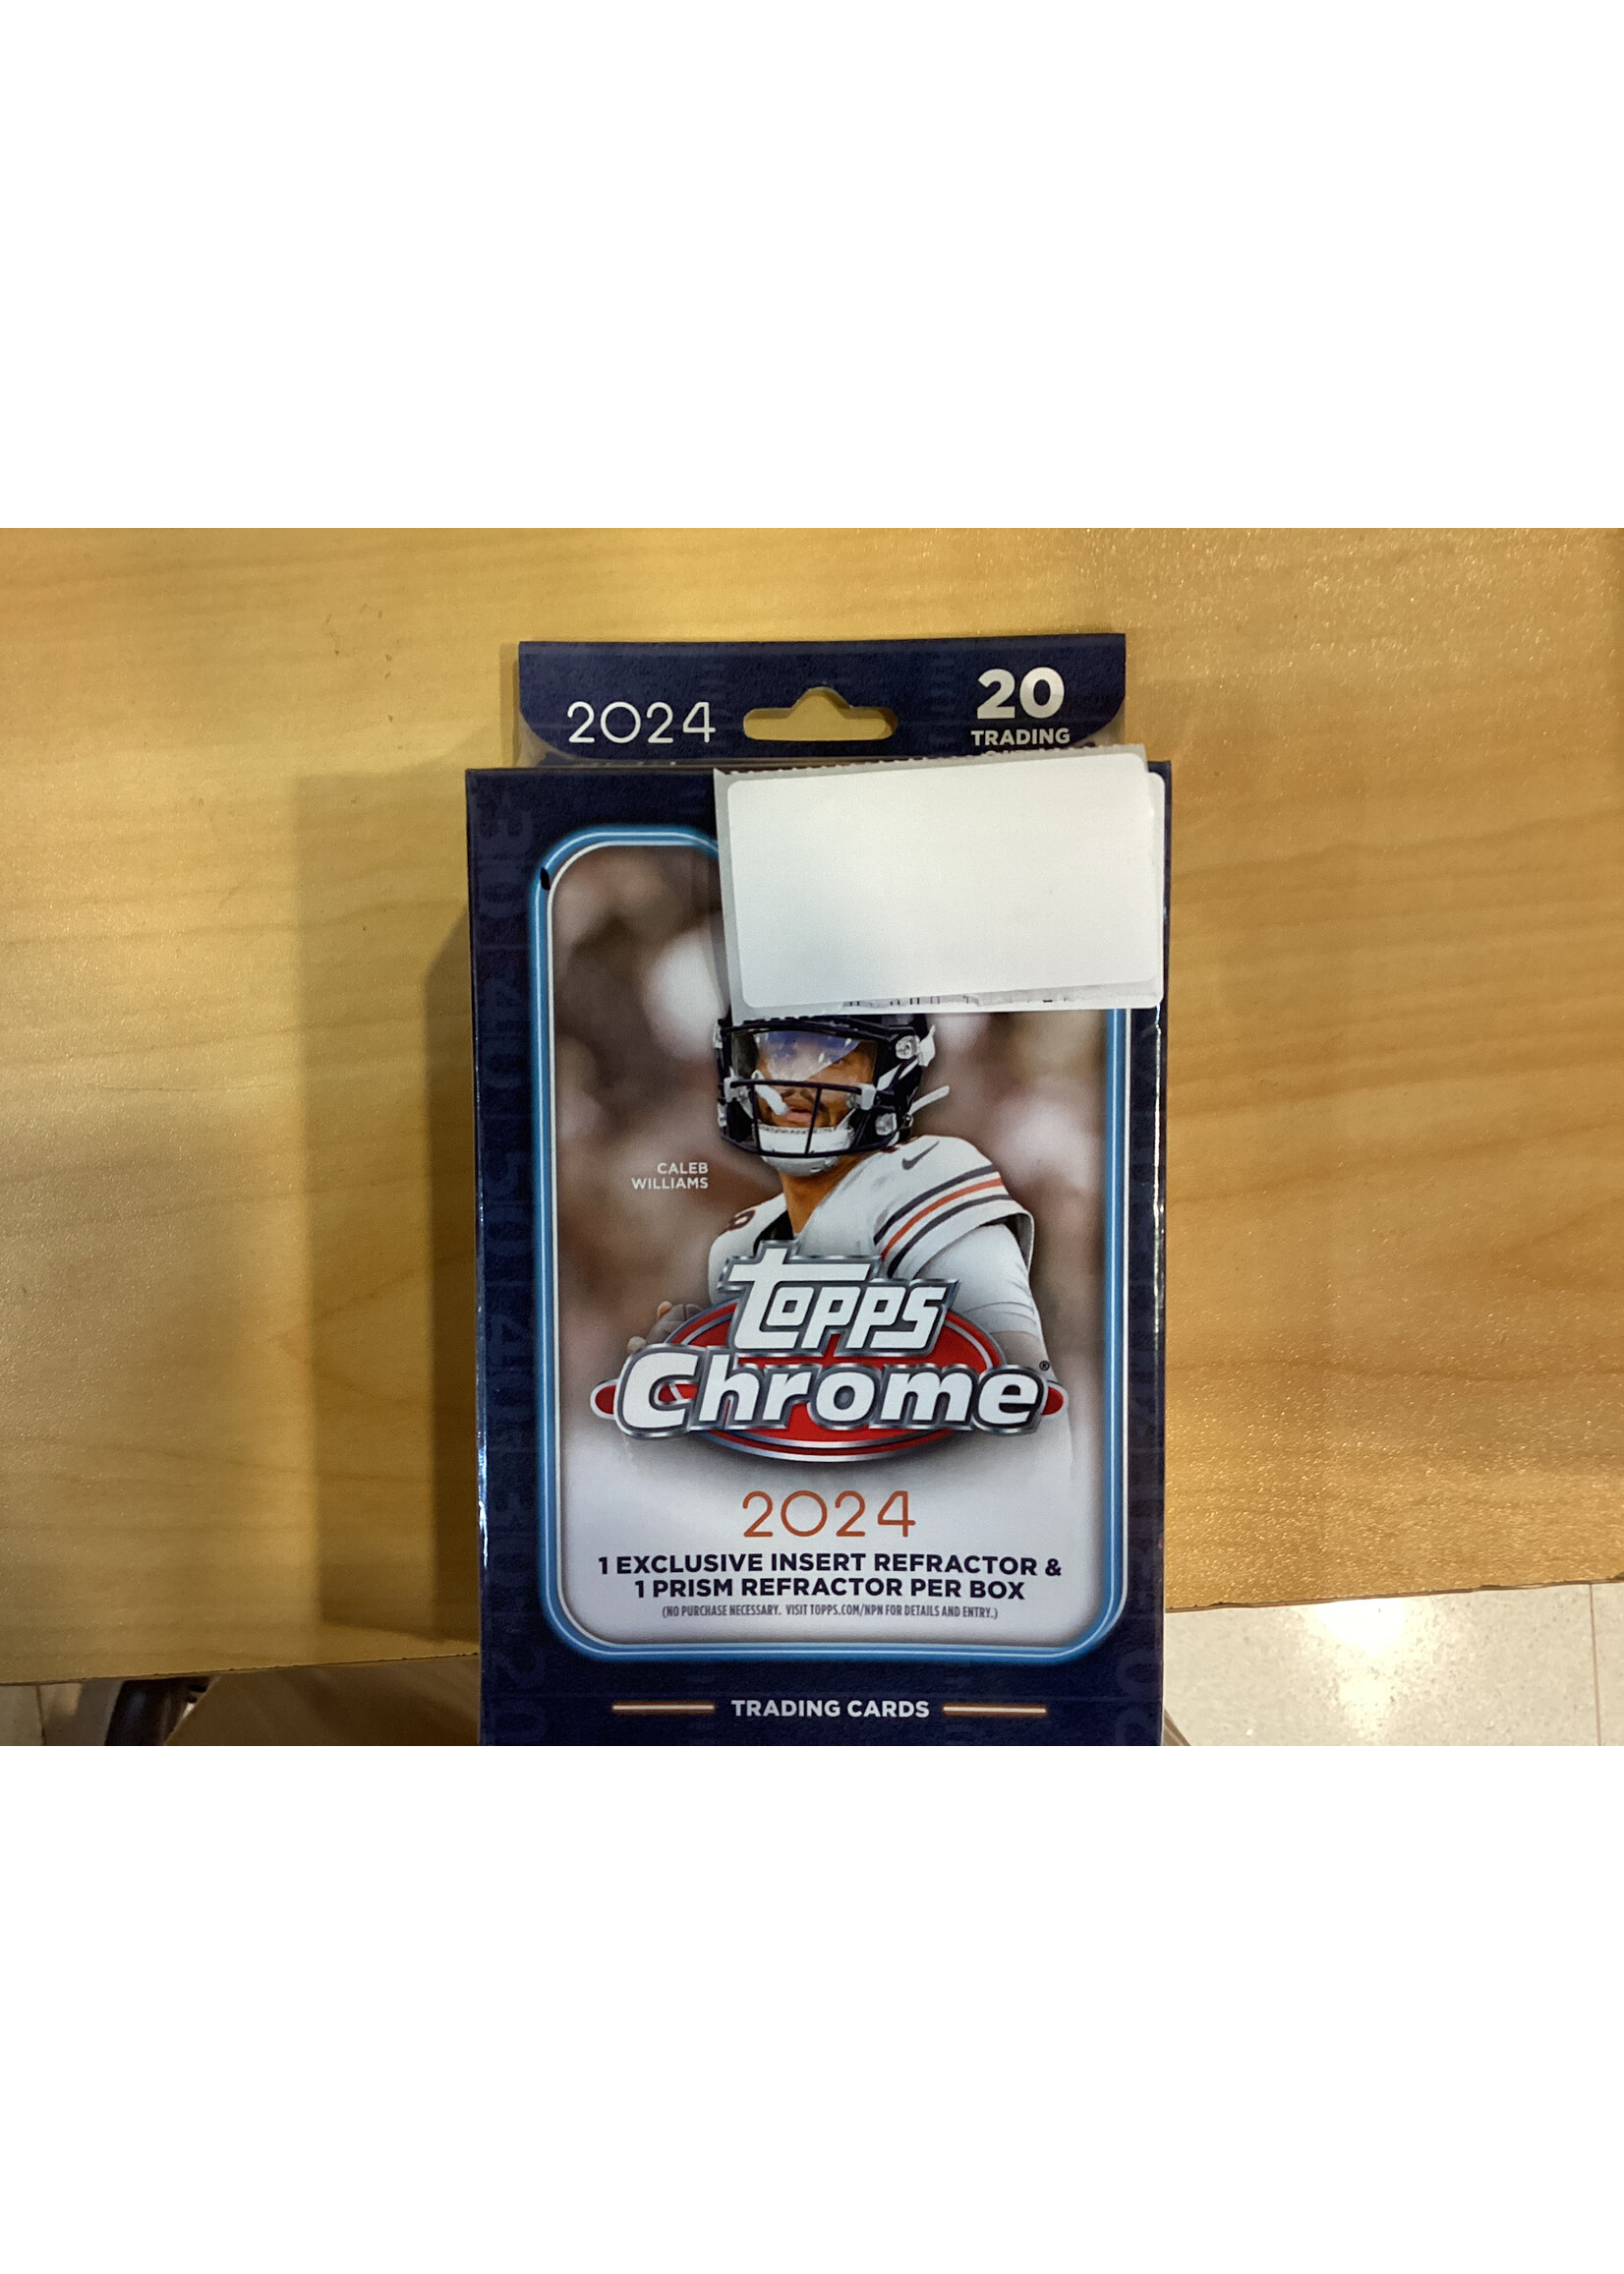 2024
20
TRADING
CALEB
WILLIAMS
topps
Chrome®
2024
1 EXCLUSIVE INSERT REFRACTOR &
1 PRISM REFRACTOR PER BOX
(NO PURCHASE NECESSARY. VISIT TOPPS.COM/NPN FOR DETAILS AND ENTRY.)
TRADING CARDS